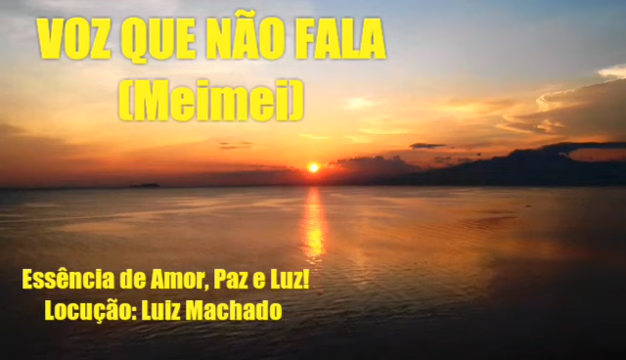 VOZ QUE NÃO FALA
(Meimei)
Essência de Amor, Paz e Luz!
Locução: Luiz Machado